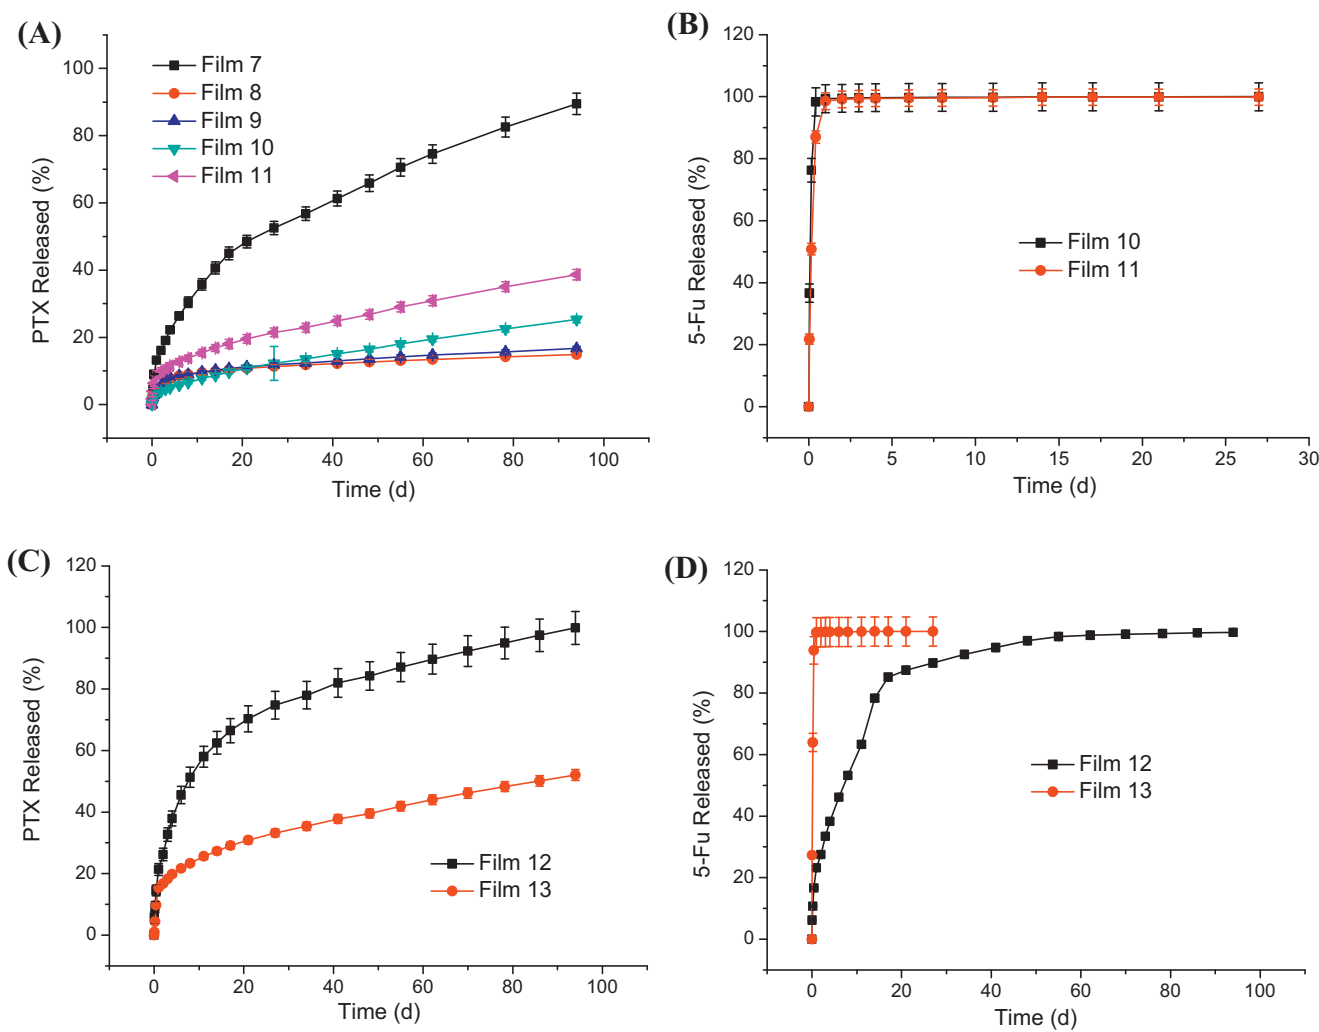 (A)
PTX Released (%)
100
80
60
40
20
0
Film 7
Film 8
Film 9
Film 10
Film 11
0 20 40 60 80 100
Time (d)
(B)
5-Fu Released (%)
120
100
80
60
40
20
0
Film 10
Film 11
0 5 10 15 20 25 30
Time (d)
(C)
PTX Released (%)
120
100
80
60
40
20
0
Film 12
Film 13
0 20 40 60 80 100
Time (d)
(D)
5-Fu Released (%)
120
100
80
60
40
20
0
Film 12
Film 13
0 20 40 60 80 100
Time (d)